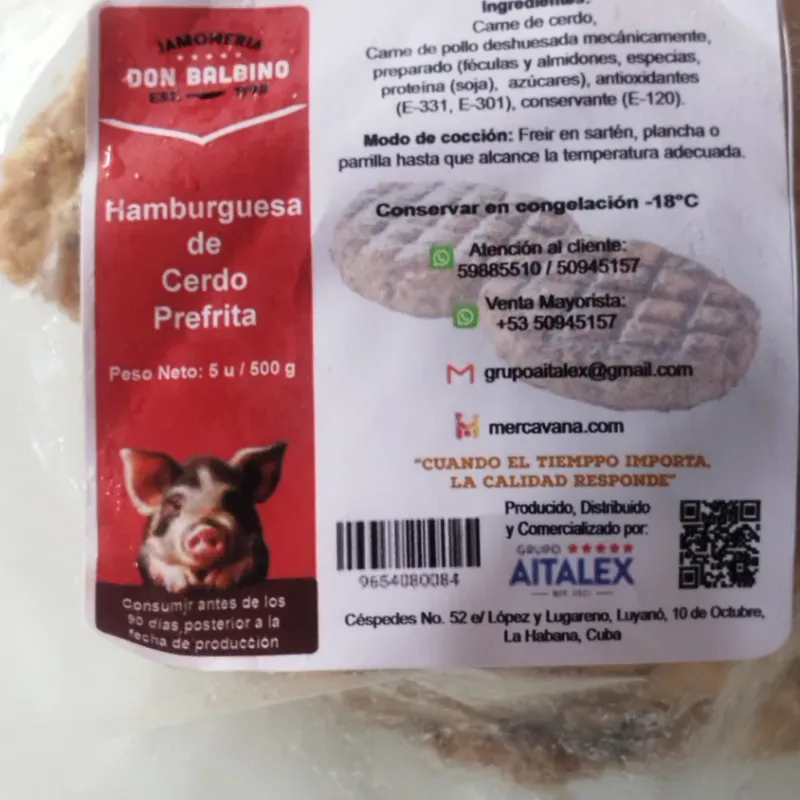 JAMONERIA
DON BALBINO
EST.
Hamburguesa
de
Cerdo
Prefrita
Peso Neto: 5 u / 500 g
Consumir antes de los
90 dias,posterior a la
fecha de producción
Ingredientes:
Carne de cerdo,
Carne de pollo deshuesada mecánicamente,
preparado (féculas y almidones, especias,
proteína (soja), azúcares), antioxidantes
(E-331, E-301), conservante (E-120).
Modo de cocción: Freir en sartén, plancha o
parrilla hasta que alcance la temperatura adecuada.
Conservar en congelación -18ºC
Atención al cliente:
59885510 / 50945157
Venta Mayorista:
+53 50945157
grupoaitalex@gmail.com
mercavana.com
"CUANDO EL TIEMPPO IMPORTA,
LA CALIDAD RESPONDE"
Producido, Distribuido
y Comercializado por:
GRUPO
AITALEX
9654080084
Céspedes No. 52 e/ López y Lugareno, Luyanó, 10 de Octubre,
La Habana, Cuba